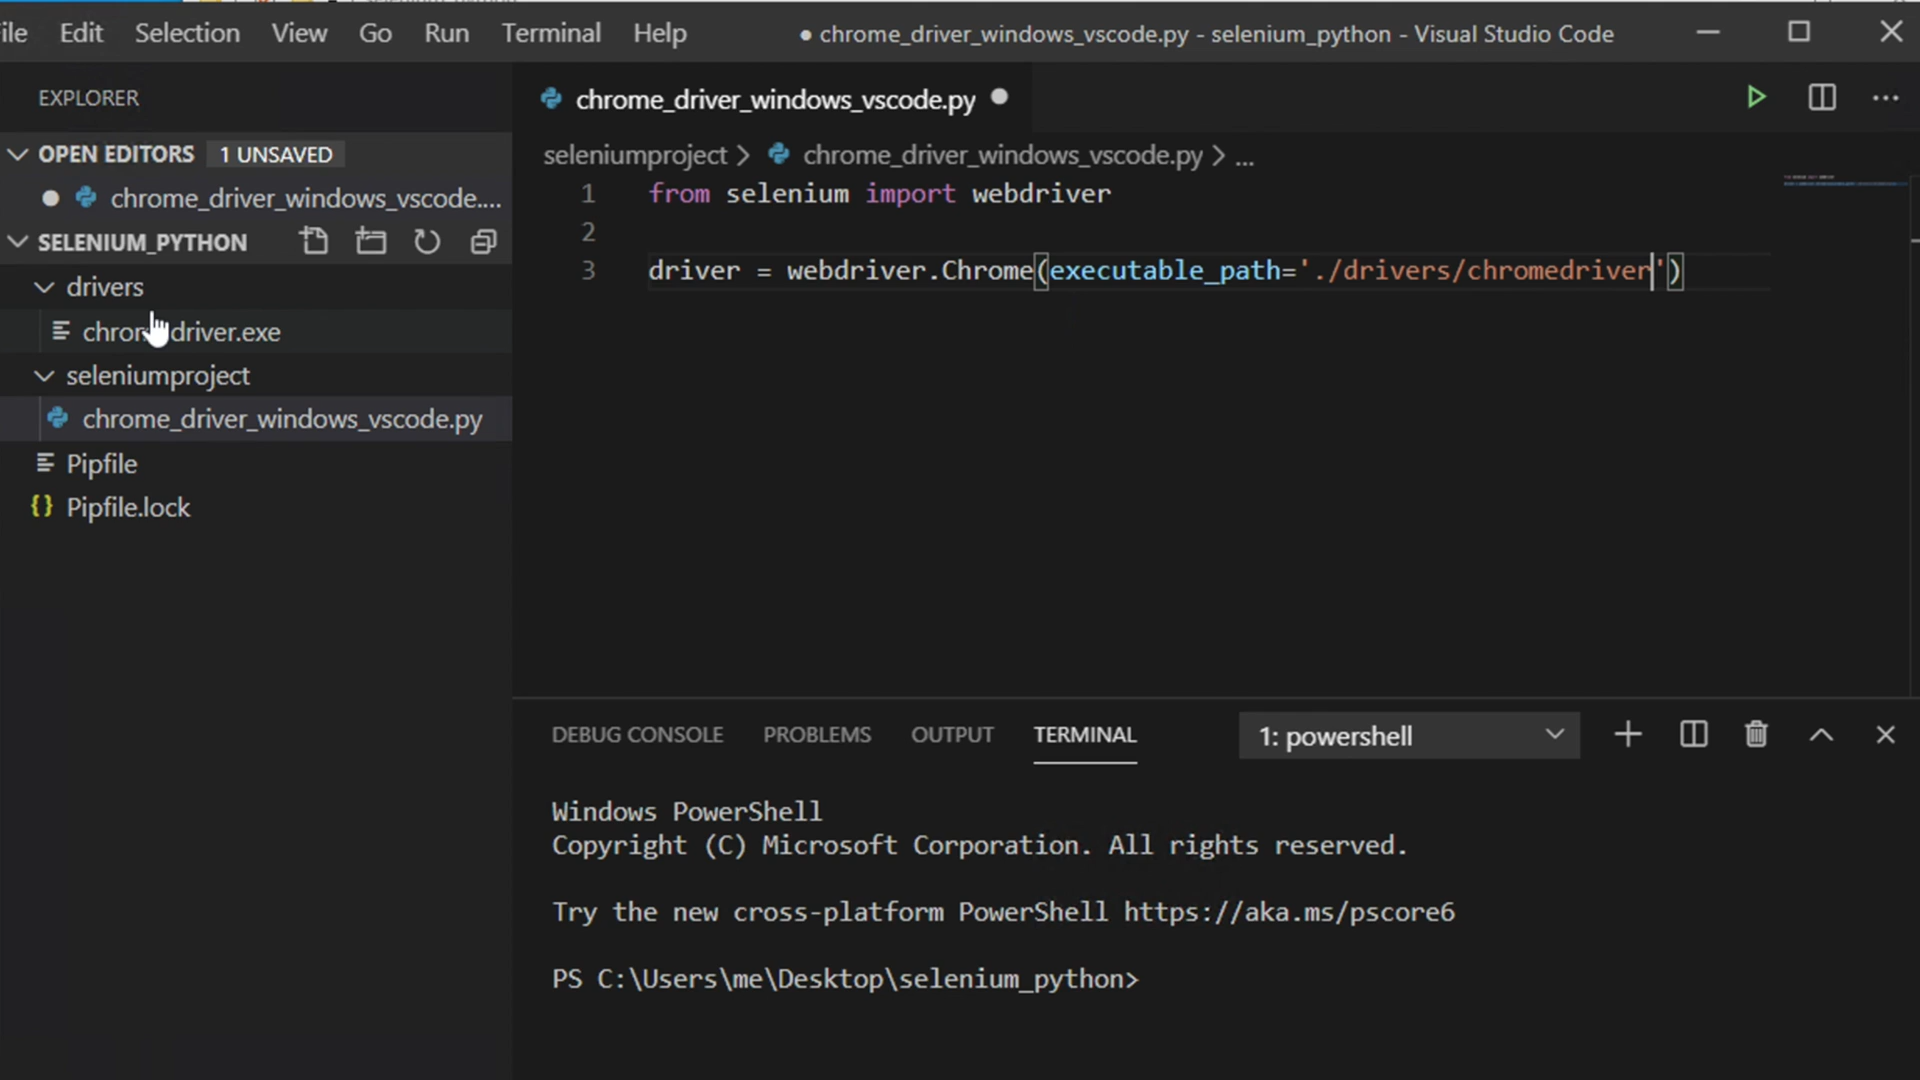 ile Edit Selection View Go Run Terminal Help ● chrome_driver_windows_vscode.py - selenium_python - Visual Studio Code
EXPLORER
OPEN EDITORS 1 UNSAVED
chrome_driver_windows_vscode....
SELENIUM_PYTHON
drivers
chromedriver.exe
seleniumproject
chrome_driver_windows_vscode.py
Pipfile
{} Pipfile.lock
chrome_driver_windows_vscode.py
seleniumproject > chrome_driver_windows_vscode.py > ...
1 from selenium import webdriver
2
3 driver = webdriver.Chrome(executable_path='./drivers/chromedriver')
DEBUG CONSOLE PROBLEMS OUTPUT TERMINAL 1: powershell
Windows PowerShell
Copyright (C) Microsoft Corporation. All rights reserved.
Try the new cross-platform PowerShell https://aka.ms/pscore6
PS C:\Users\me\Desktop\selenium_python>